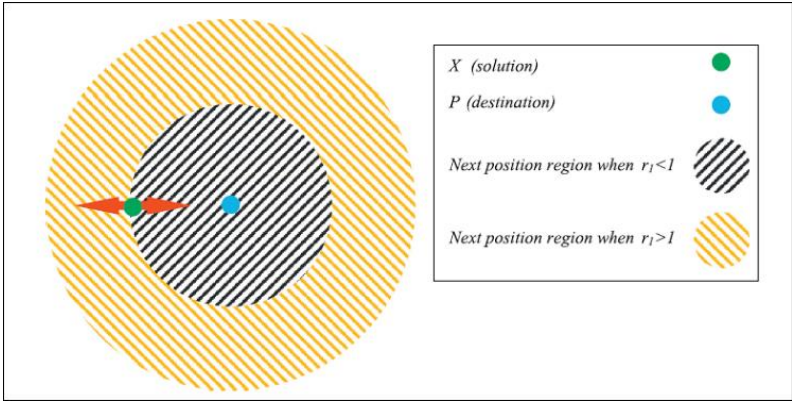 X (solution)
P (destination)
Next position region when r₁<1
Next position region when r₁>1